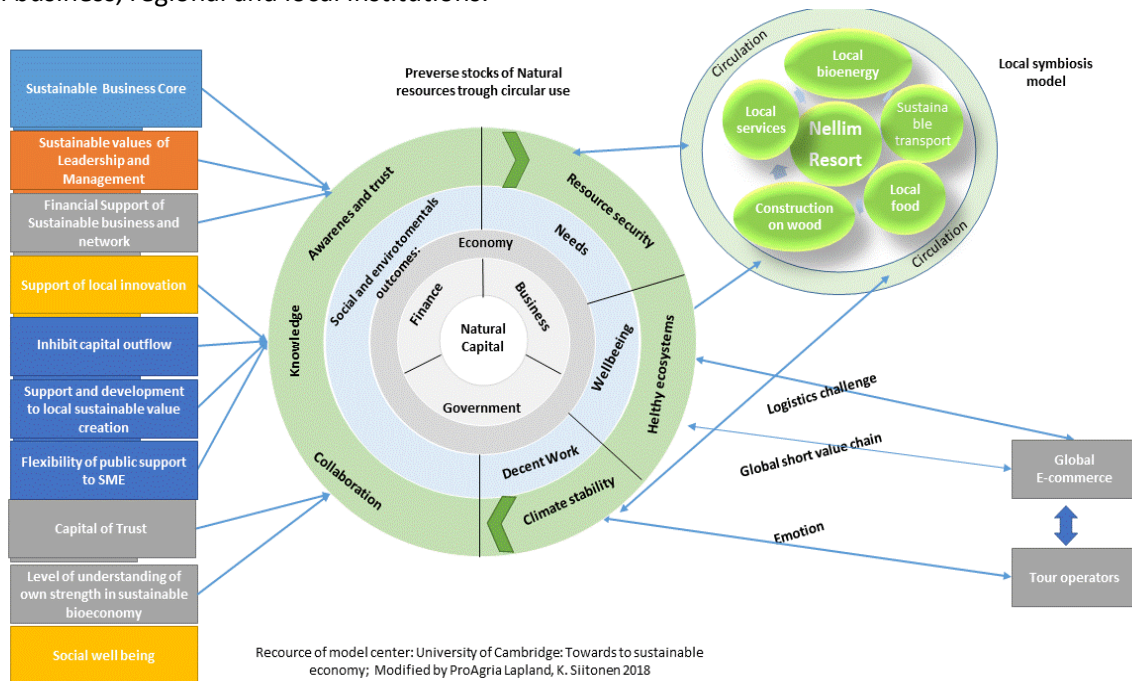 business, regional and local institutions.
Sustainable Business Core
Sustainable values of
Leadership and
Management
Financial Support of
Sustainable business and
network
Support of local innovation
Inhibit capital outflow
Support and development
to local sustainable value
creation
Flexibility of public support
to SME
Capital of Trust
Level of understanding of
own strength in sustainable
bioeconomy
Social well being
Preverse stocks of Natural
resources trough circular use
Awarenes and trust
Knowledge
Collaboration
Resource security
Helthy ecosystems
Climate stability
Social and envirotomentals
outcomes:
Needs
Wellbeeing
Decent Work
Economy
Finance
Business
Government
Natural
Capital
Circulation
Local
bioenergy
Local
services
Sustaina
ble
transport
Nellim
Resort
Local
food
Construction
on wood
Circulation
Local symbiosis
model
Logistics challenge
Global short value chain
Emotion
Global
E-commerce
Tour operators
Recource of model center: University of Cambridge: Towards to sustainable
economy; Modified by ProAgria Lapland, K. Siitonen 2018